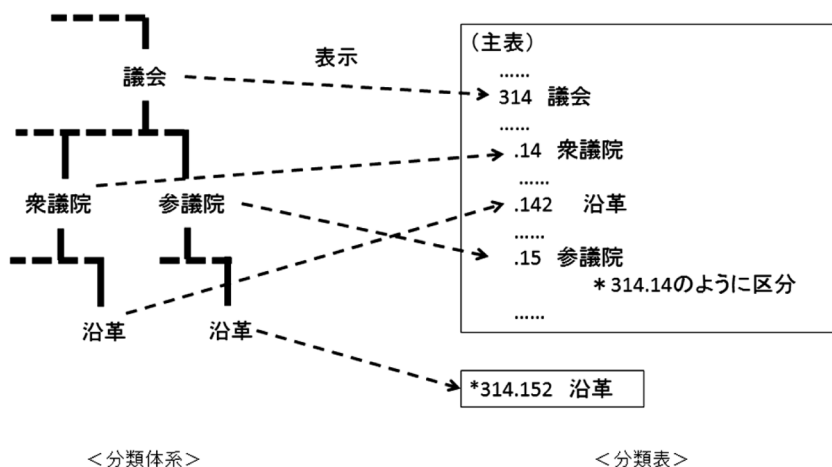 表示
議会
衆議院 参議院
沿革 沿革
(主表)
……
314 議会
……
.14 衆議院
……
.142 沿革
……
.15 参議院
*314.14のように区分
……
*314.152 沿革
<分類体系>
<分類表>